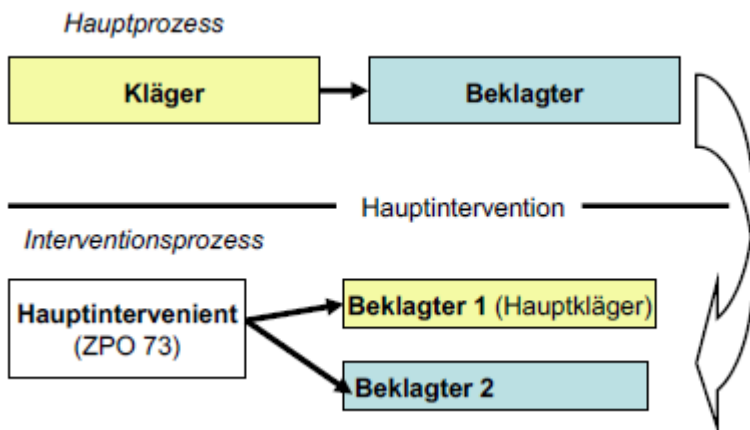 Hauptprozess
Kläger
Beklagter
Hauptintervention
Interventionsprozess
Hauptintervenient
(ZPO 73)
Beklagter 1 (Hauptkläger)
Beklagter 2